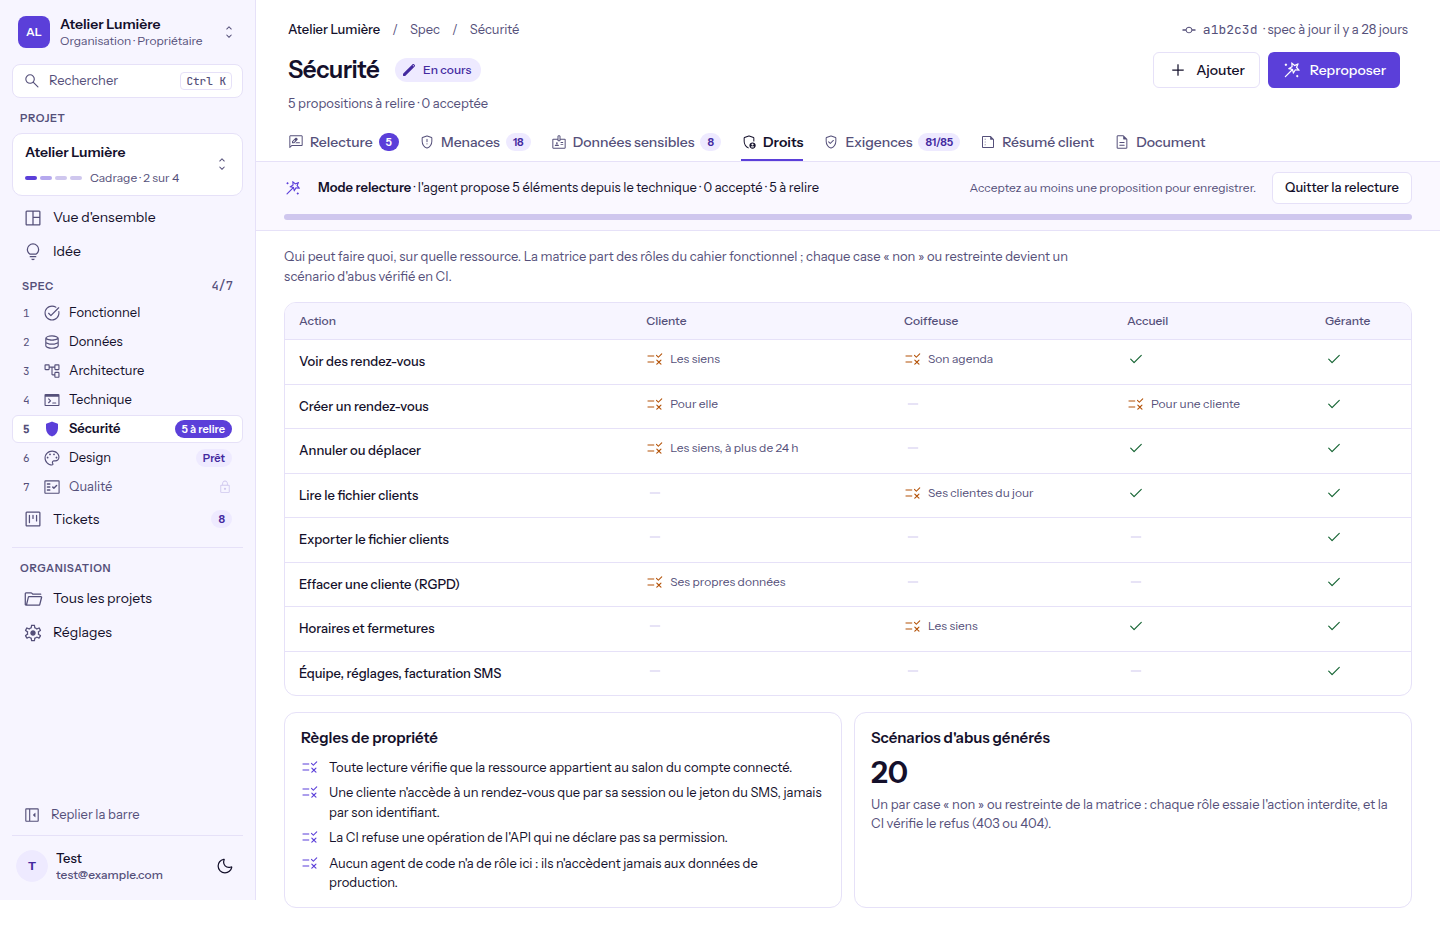 AL
Atelier Lumière
Organisation · Propriétaire
Rechercher
Ctrl K
PROJET
Atelier Lumière
Cadrage · 2 sur 4
Vue d'ensemble
Idée
SPEC 4/7
1 Fonctionnel
2 Données
3 Architecture
4 Technique
5 Sécurité 5 à relire
6 Design Prêt
7 Qualité
Tickets 8
ORGANISATION
Tous les projets
Réglages
Replier la barre
T
Test
test@example.com
Atelier Lumière / Spec / Sécurité
a1b2c3d · spec à jour il y a 28 jours
Sécurité En cours
Ajouter
Reproposer
5 propositions à relire · 0 acceptée
Relecture 5 Menaces 18 Données sensibles 8 Droits Exigences 81/85 Résumé client Document
Mode relecture · l'agent propose 5 éléments depuis le technique · 0 accepté · 5 à relire
Acceptez au moins une proposition pour enregistrer.
Quitter la relecture
Qui peut faire quoi, sur quelle ressource. La matrice part des rôles du cahier fonctionnel ; chaque case « non » ou restreinte devient un
scénario d'abus vérifié en CI.
Action Cliente Coiffeuse Accueil Gérante
Voir des rendez-vous Les siens Son agenda
Créer un rendez-vous Pour elle — Pour une cliente
Annuler ou déplacer Les siens, à plus de 24 h —
Lire le fichier clients — Ses clientes du jour
Exporter le fichier clients — — —
Effacer une cliente (RGPD) Ses propres données — —
Horaires et fermetures — Les siens
Équipe, réglages, facturation SMS — — —
Règles de propriété
Toute lecture vérifie que la ressource appartient au salon du compte connecté.
Une cliente n'accède à un rendez-vous que par sa session ou le jeton du SMS, jamais
par son identifiant.
La CI refuse une opération de l'API qui ne déclare pas sa permission.
Aucun agent de code n'a de rôle ici : ils n'accèdent jamais aux données de
production.
Scénarios d'abus générés
20
Un par case « non » ou restreinte de la matrice : chaque rôle essaie l'action interdite, et la
CI vérifie le refus (403 ou 404).